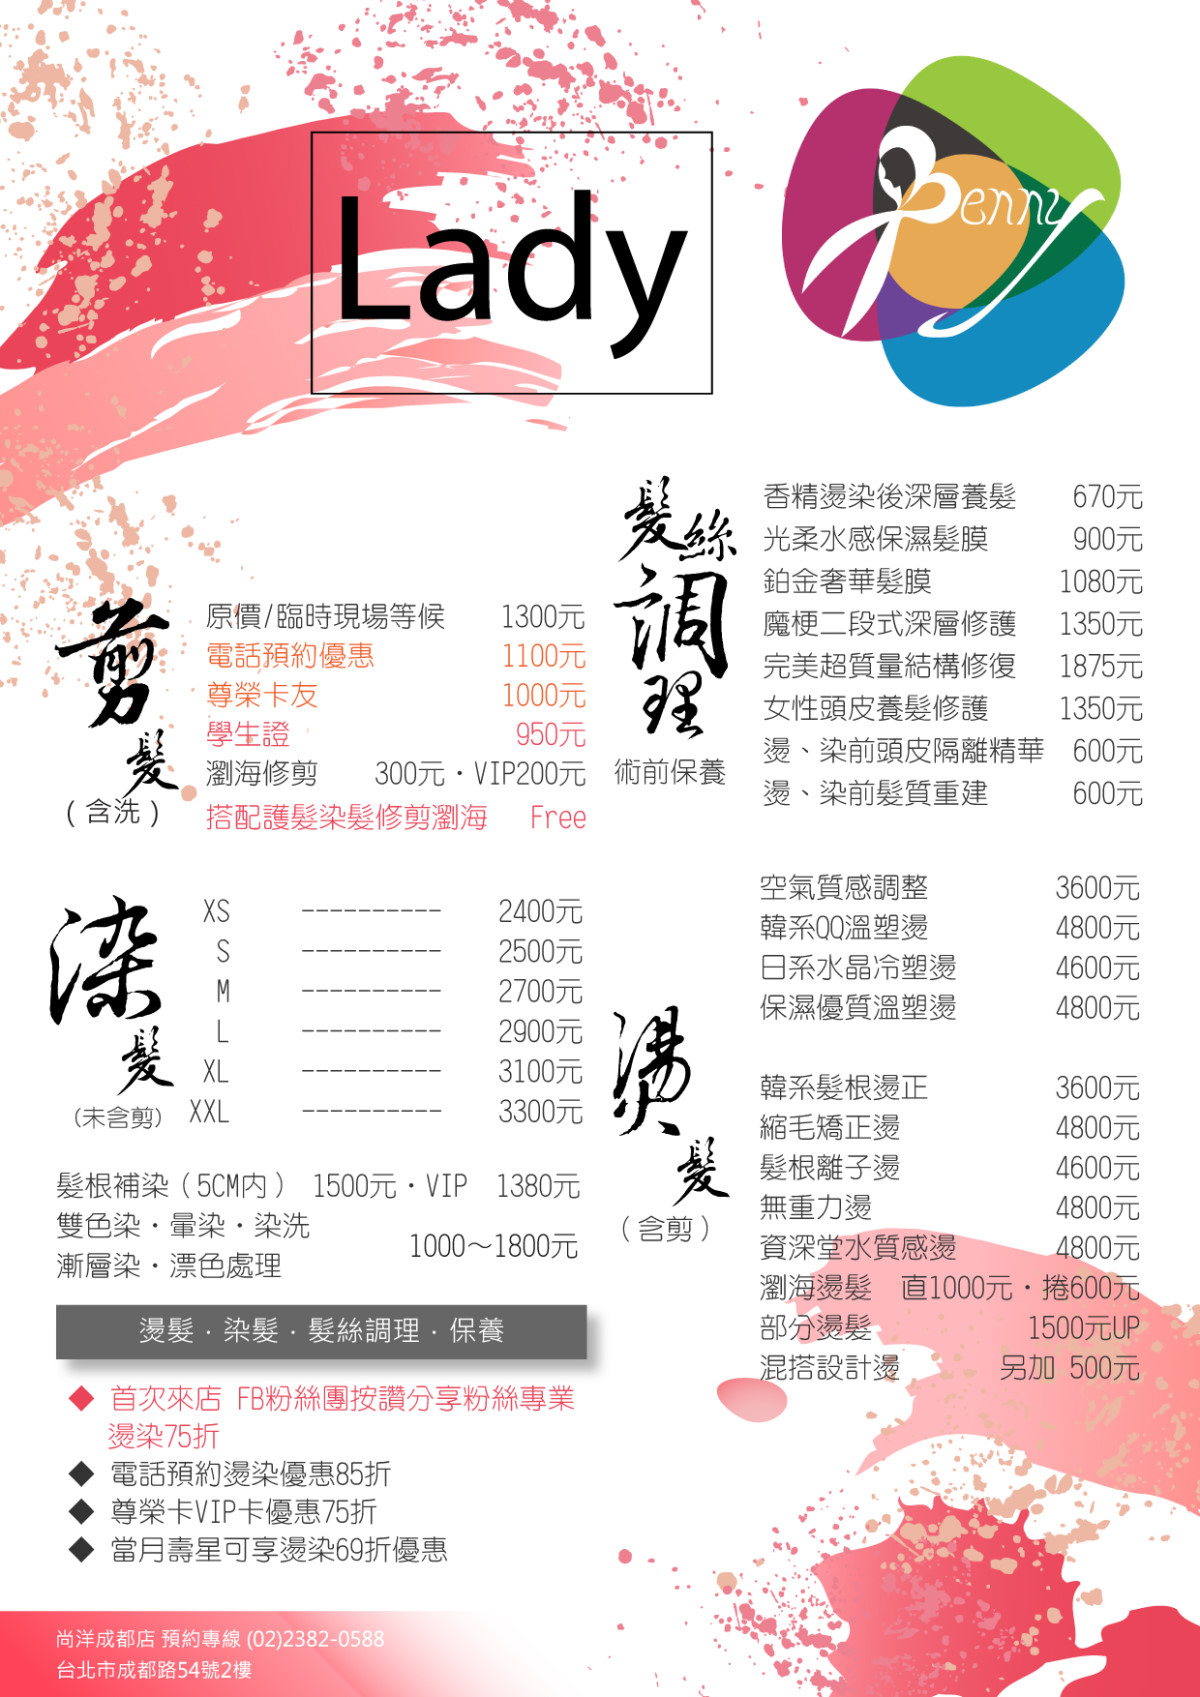 Lady
Benny
剪髮
(含洗)
原價/臨時現場等候 1300元
電話預約優惠 1100元
尊榮卡友 1000元
學生證 950元
瀏海修剪 300元・VIP200元
搭配護髮染髮修剪瀏海 Free
髮絲調理
術前保養
香精燙染後深層養髮 670元
光柔水感保濕髮膜 900元
鉑金奢華髮膜 1080元
魔梗二段式深層修護 1350元
完美超質量結構修復 1875元
女性頭皮養髮修護 1350元
燙、染前頭皮隔離精華 600元
燙、染前髮質重建 600元
染髮
(未含剪)
XS ---------- 2400元
S ---------- 2500元
M ---------- 2700元
L ---------- 2900元
XL ---------- 3100元
XXL ---------- 3300元
髮根補染(5CM內) 1500元・VIP 1380元
雙色染・暈染・染洗
漸層染・漂色處理
1000～1800元
燙髮
(含剪)
空氣質感調整 3600元
韓系QQ溫塑燙 4800元
日系水晶冷塑燙 4600元
保濕優質溫塑燙 4800元
韓系髮根燙正 3600元
縮毛矯正燙 4800元
髮根離子燙 4600元
無重力燙 4800元
資深堂水質感燙 4800元
瀏海燙髮 直1000元・捲600元
部分燙髮 1500元UP
混搭設計燙 另加 500元
燙髮．染髮．髮絲調理．保養
◆ 首次來店 FB粉絲團按讚分享粉絲專業
燙染75折
◆ 電話預約燙染優惠85折
◆ 尊榮卡VIP卡優惠75折
◆ 當月壽星可享燙染69折優惠
尚洋成都店 預約專線 (02)2382-0588
台北市成都路54號2樓